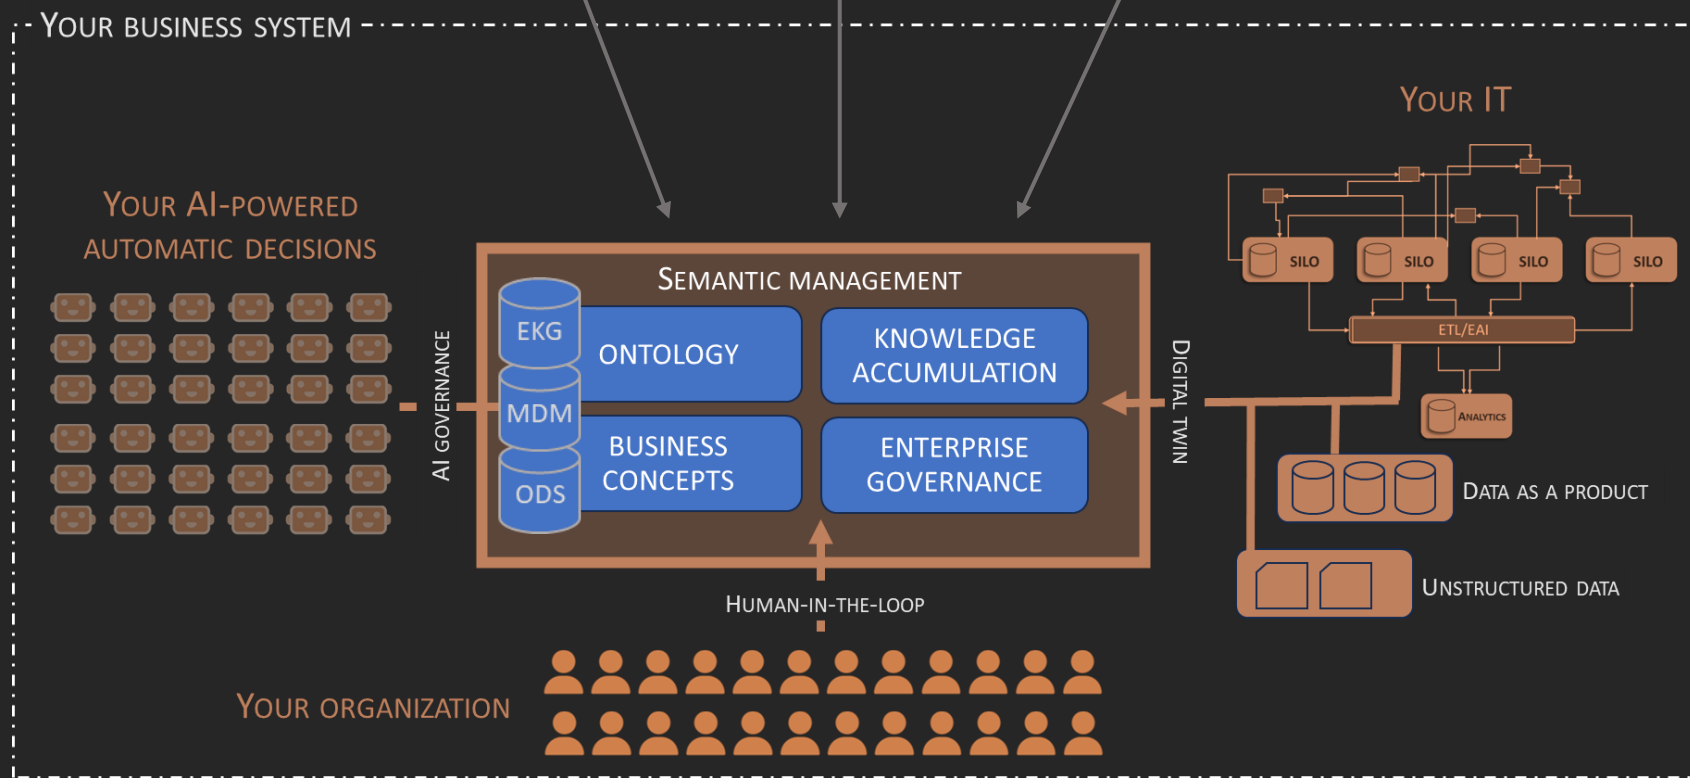 Your business system
Your IT
Your AI-powered
automatic decisions
SILO
SILO
SILO
SILO
ETL/EAI
Analytics
Semantic management
EKG
MDM
ODS
ONTOLOGY
KNOWLEDGE
ACCUMULATION
BUSINESS
CONCEPTS
ENTERPRISE
GOVERNANCE
AI governance
Digital twin
Data as a product
Unstructured data
Human-in-the-loop
Your organization